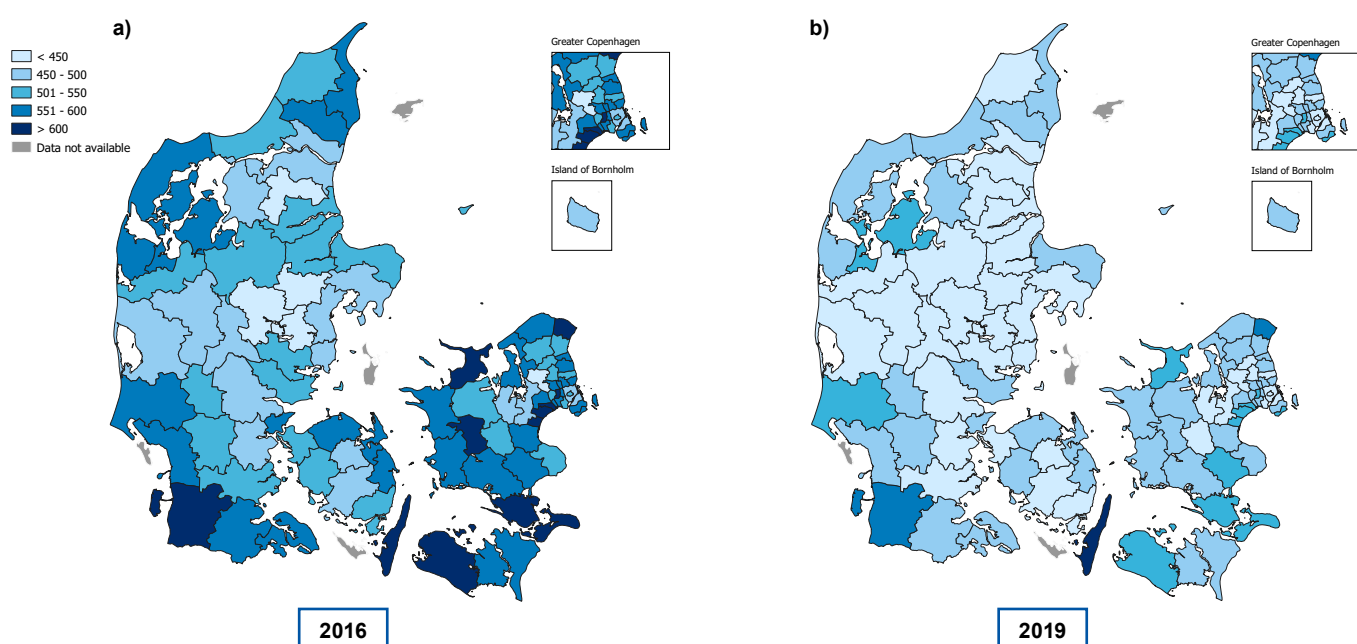 a)
< 450
450 - 500
501 - 550
551 - 600
> 600
Data not available
Greater Copenhagen
Island of Bornholm
2016
b)
Greater Copenhagen
Island of Bornholm
2019